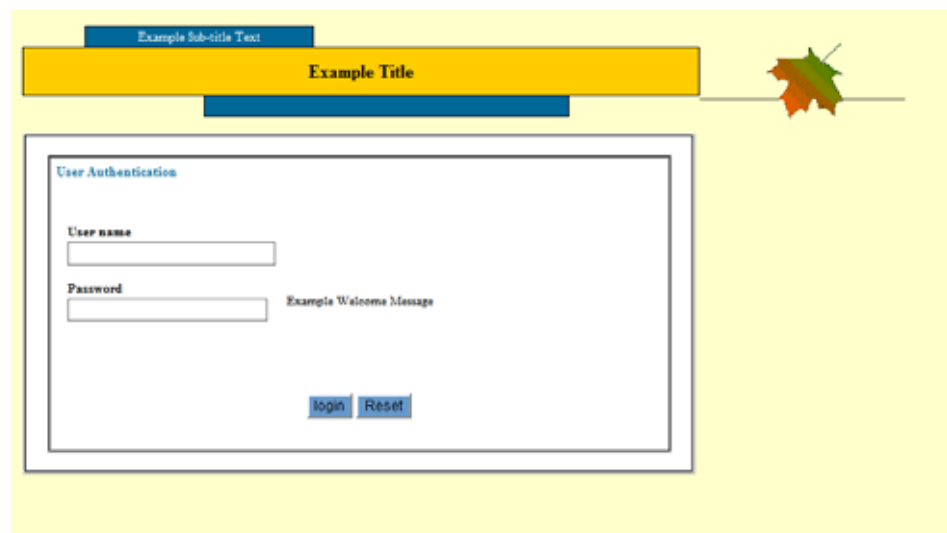 Example Sub-title Text
Example Title
User Authentication
User name
Password
Example Welcome Message
login Reset